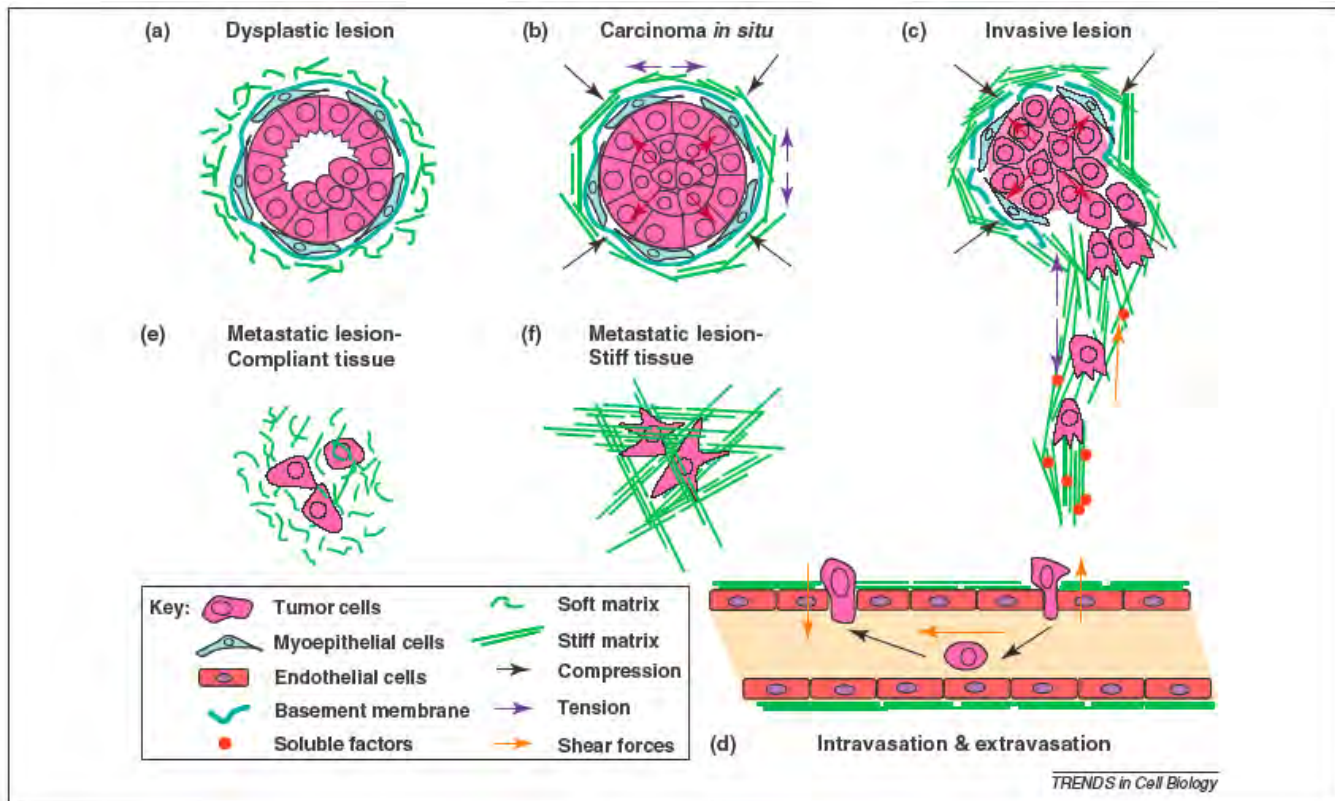 (a) Dysplastic lesion
(b) Carcinoma in situ
(c) Invasive lesion
(e) Metastatic lesion-
Compliant tissue
(f) Metastatic lesion-
Stiff tissue
Key:
Tumor cells
Myoepithelial cells
Endothelial cells
Basement membrane
Soluble factors
Soft matrix
Stiff matrix
Compression
Tension
Shear forces
(d) Intravasation & extravasation
TRENDS in Cell Biology